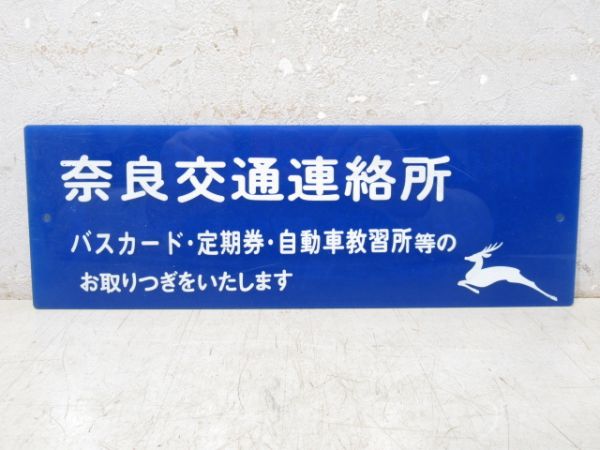 奈良交通連絡所
バスカード・定期券・自動車教習所等の
お取りつぎをいたします